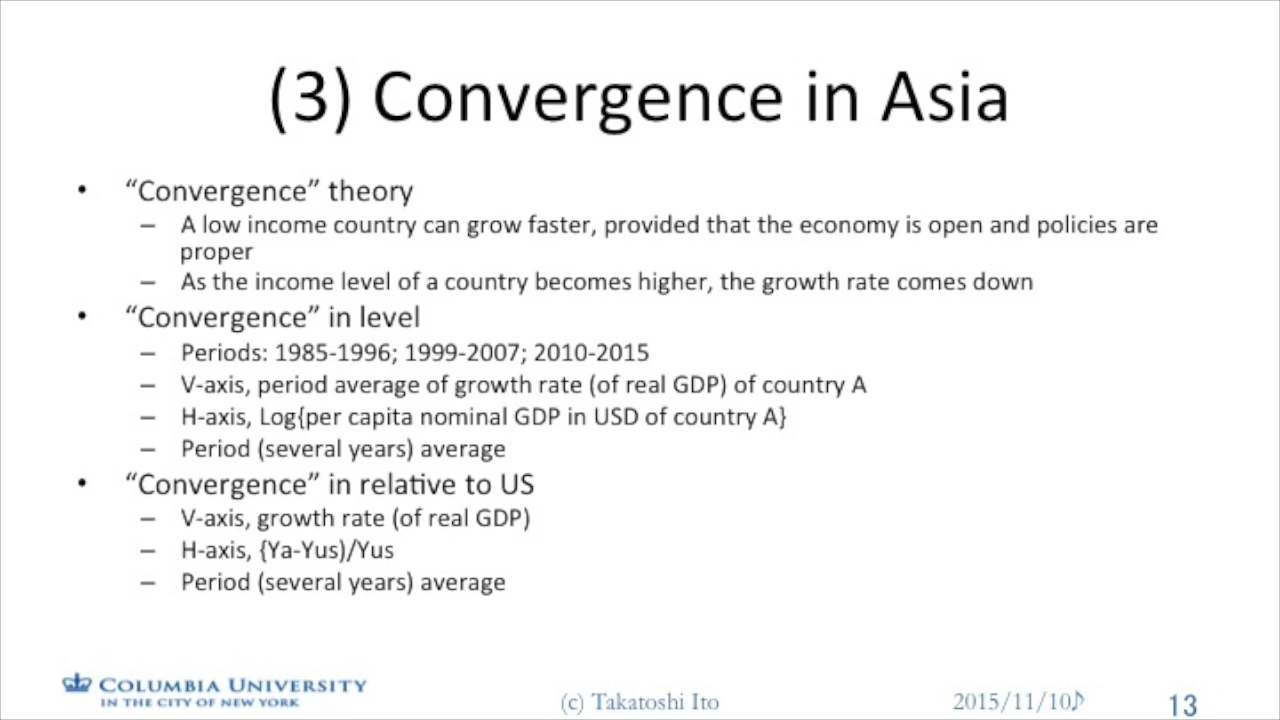 (3) Convergence in Asia
• “Convergence” theory
– A low income country can grow faster, provided that the economy is open and policies are
proper
– As the income level of a country becomes higher, the growth rate comes down
• “Convergence” in level
– Periods: 1985-1996; 1999-2007; 2010-2015
– V-axis, period average of growth rate (of real GDP) of country A
– H-axis, Log{per capita nominal GDP in USD of country A}
– Period (several years) average
• “Convergence” in relative to US
– V-axis, growth rate (of real GDP)
– H-axis, {Ya-Yus)/Yus
– Period (several years) average
COLUMBIA UNIVERSITY
IN THE CITY OF NEW YORK
(c) Takatoshi Ito
2015/11/10♪
13